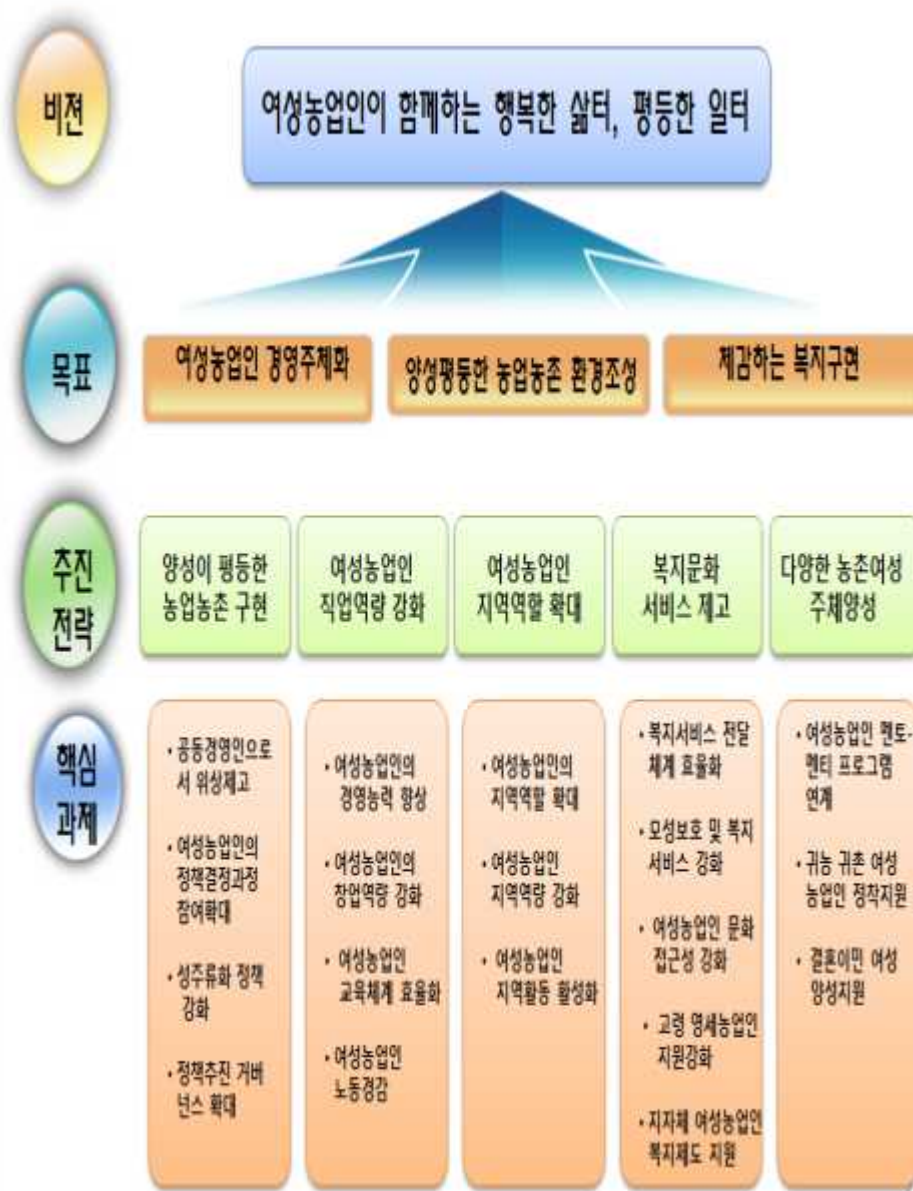 비전
여성농업인이 함께하는 행복한 삶터, 평등한 일터
목표
여성농업인 경영주체화
양성평등한 농업농촌 환경조성
체감하는 복지구현
추진
전략
양성이 평등한
농업농촌 구현
여성농업인
직업역량 강화
여성농업인
지역역할 확대
복지문화
서비스 제고
다양한 농촌여성
주체양성
핵심
과제
• 공동경영인으로
서 위상제고
• 여성농업인의
정책결정과정
참여확대
• 성주류화 정책
강화
• 정책추진 거버
넌스 확대
• 여성농업인의
경영능력 향상
• 여성농업인의
창업역량 강화
• 여성농업인
교육체계 효율화
• 여성농업인
노동경감
• 여성농업인의
지역역할 확대
• 여성농업인
지역역량 강화
• 여성농업인
지역활동 활성화
• 복지서비스 전달
체계 효율화
• 모성보호 및 복지
서비스 강화
• 여성농업인 문화
접근성 강화
• 고령 영세농업인
지원강화
• 지자체 여성농업인
복지제도 지원
• 여성농업인 멘토-
멘티 프로그램
연계
• 귀농 귀촌 여성
농업인 정착지원
• 결혼이민 여성
양성지원